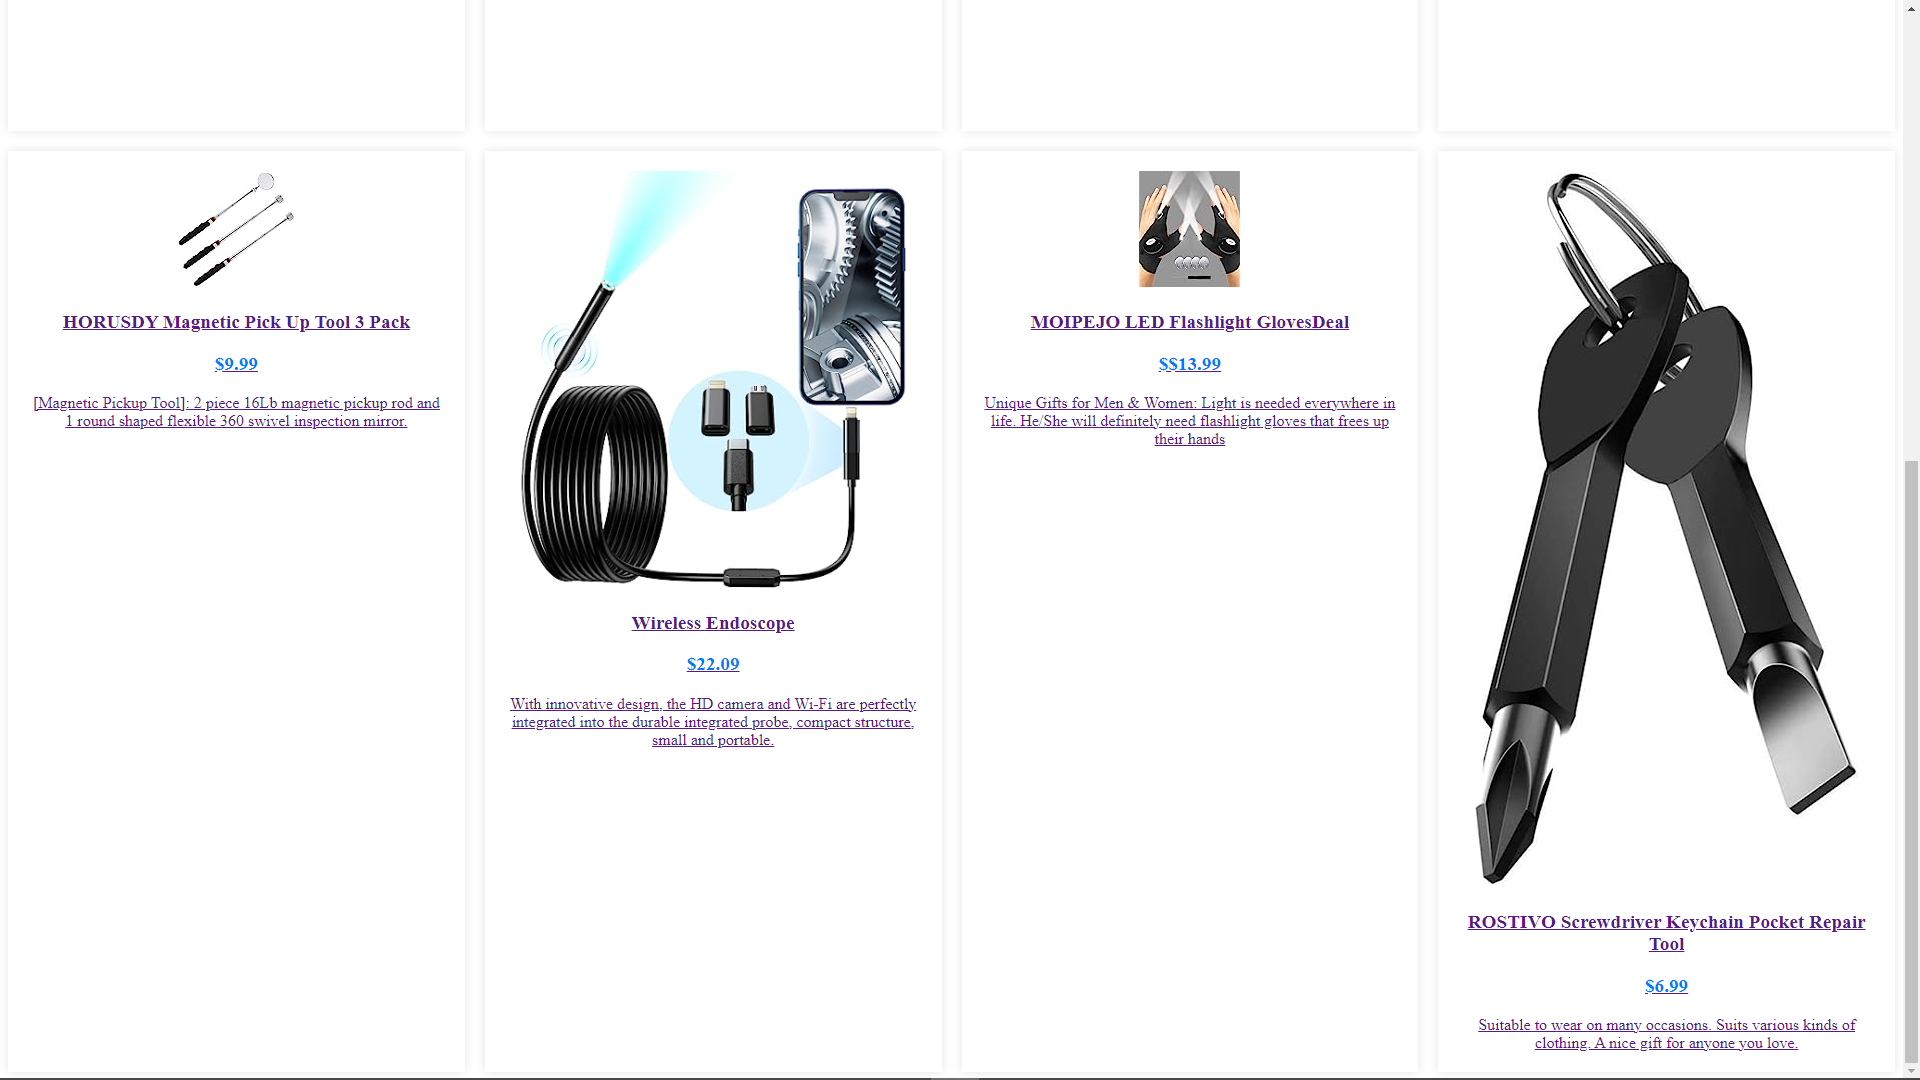 HORUSDY Magnetic Pick Up Tool 3 Pack
$9.99
[Magnetic Pickup Tool]: 2 piece 16Lb magnetic pickup rod and
1 round shaped flexible 360 swivel inspection mirror.
Wireless Endoscope
$22.09
With innovative design, the HD camera and Wi-Fi are perfectly
integrated into the durable integrated probe, compact structure,
small and portable.
MOIPEJO LED Flashlight GlovesDeal
$$13.99
Unique Gifts for Men & Women: Light is needed everywhere in
life. He/She will definitely need flashlight gloves that frees up
their hands
ROSTIVO Screwdriver Keychain Pocket Repair
Tool
$6.99
Suitable to wear on many occasions. Suits various kinds of
clothing. A nice gift for anyone you love.